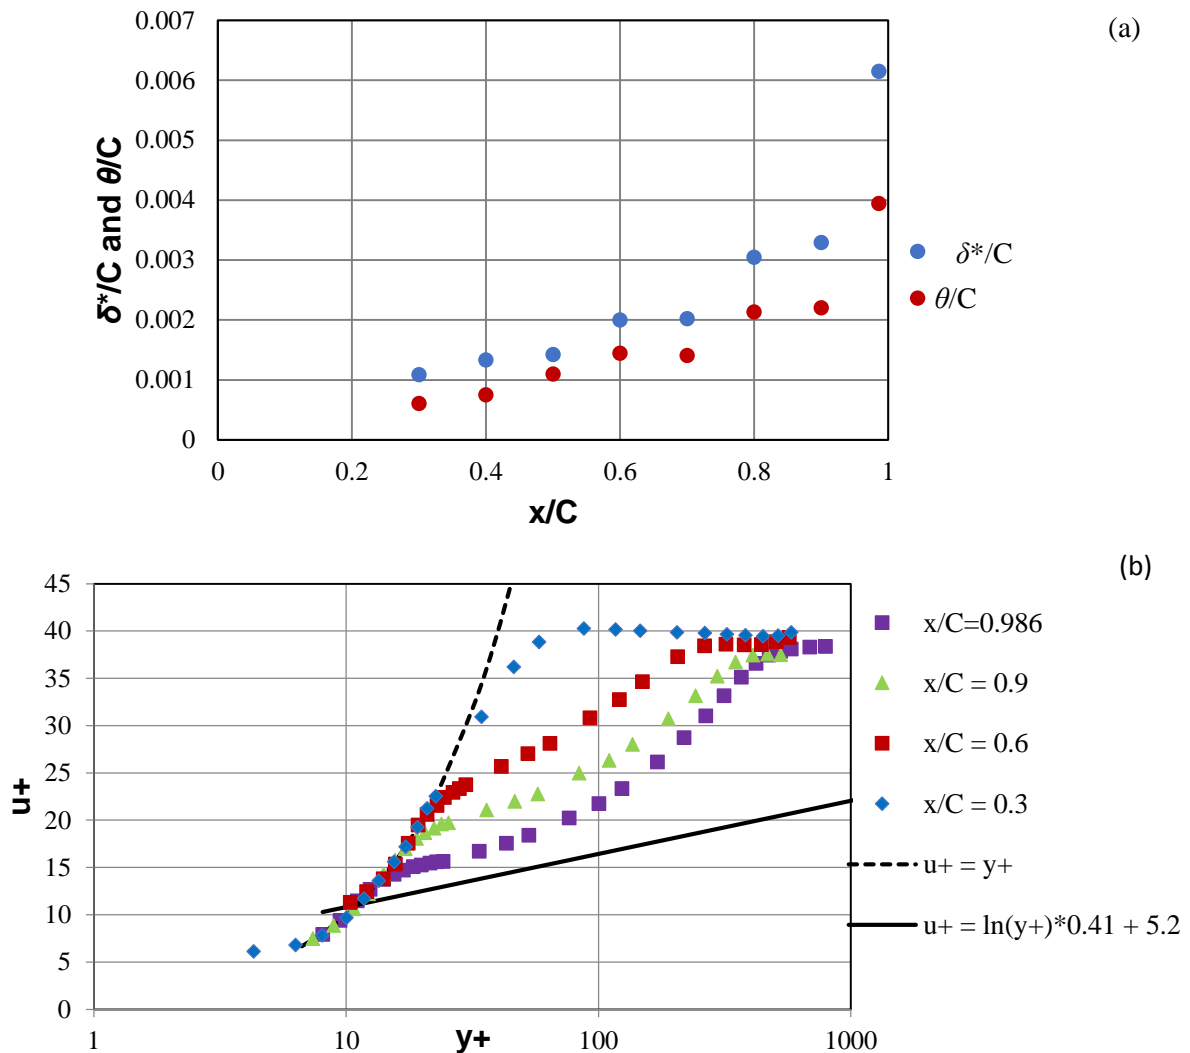 (a)
0.007
0.006
0.005
0.004
0.003
0.002
0.001
0
δ*/C and θ/C
0 0.2 0.4 0.6 0.8 1
x/C
δ*/C
θ/C
(b)
45
40
35
30
25
20
15
10
5
0
u+
1 10 100 1000
y+
x/C=0.986
x/C = 0.9
x/C = 0.6
x/C = 0.3
u+ = y+
u+ = ln(y+)*0.41 + 5.2